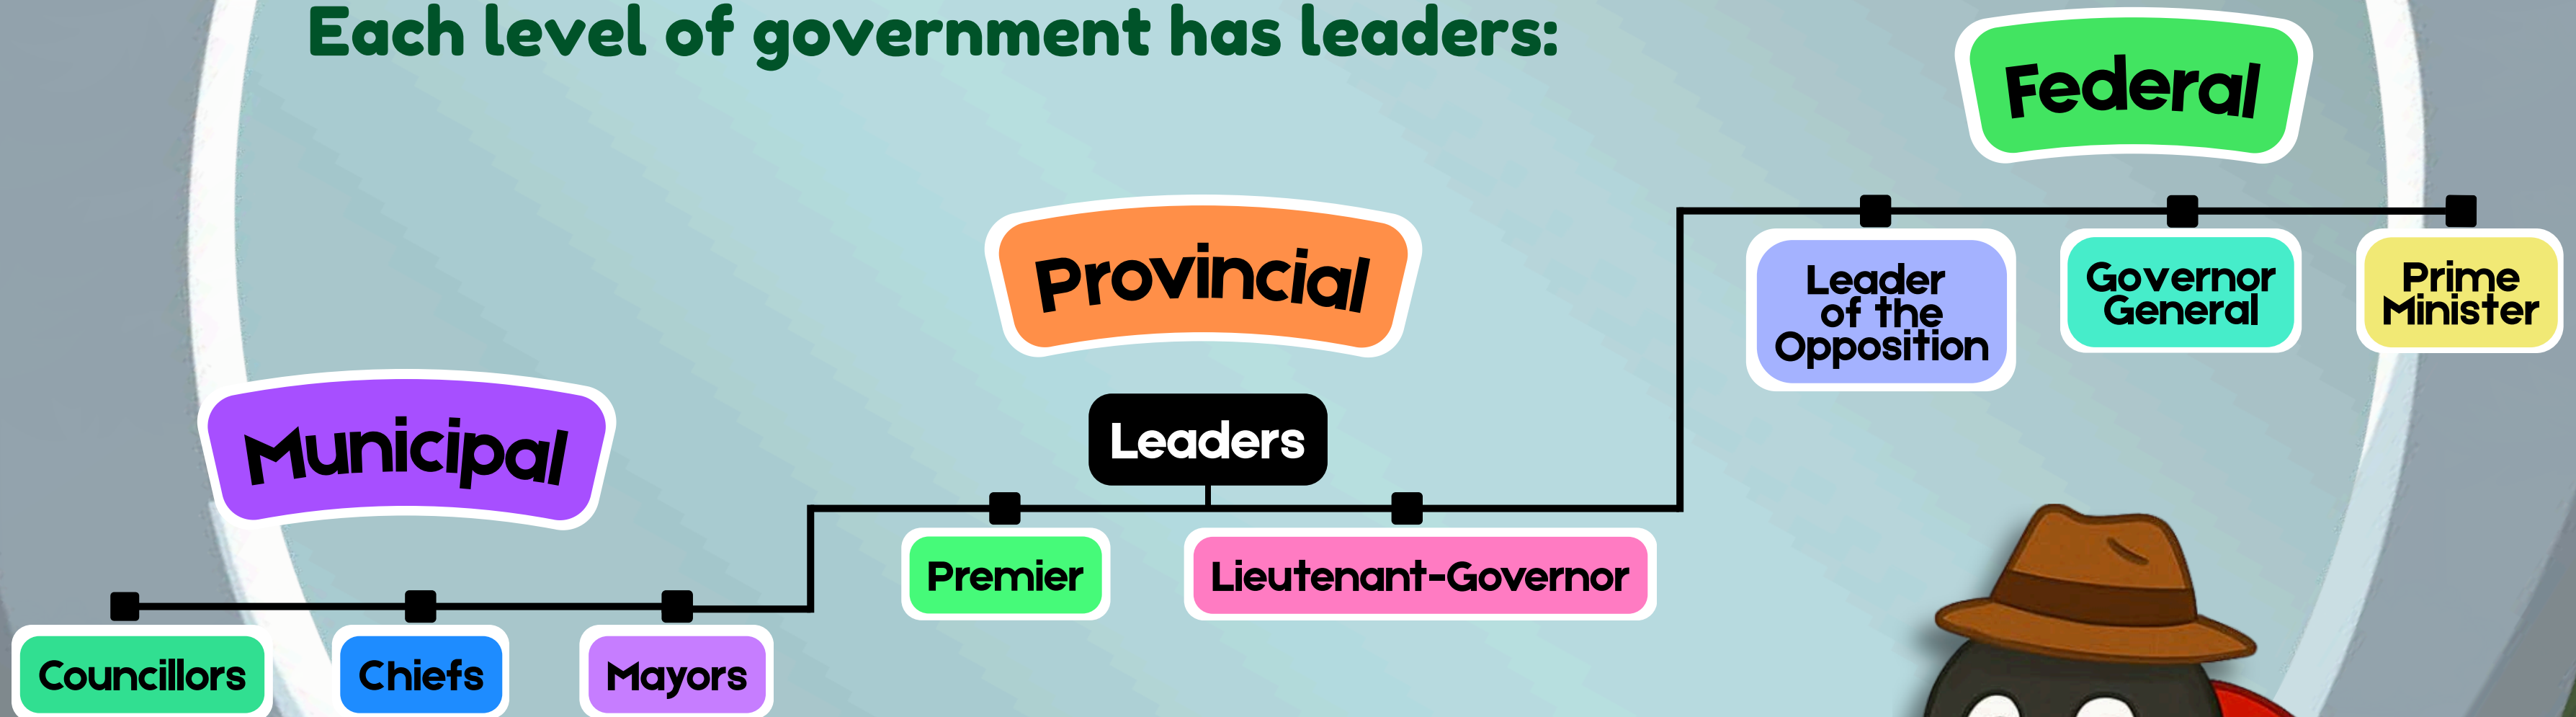 Each level of government has leaders:
Federal
Leader
of the
Opposition
Governor
General
Prime
Minister
Provincial
Leaders
Premier
Lieutenant-Governor
Municipal
Councillors
Chiefs
Mayors